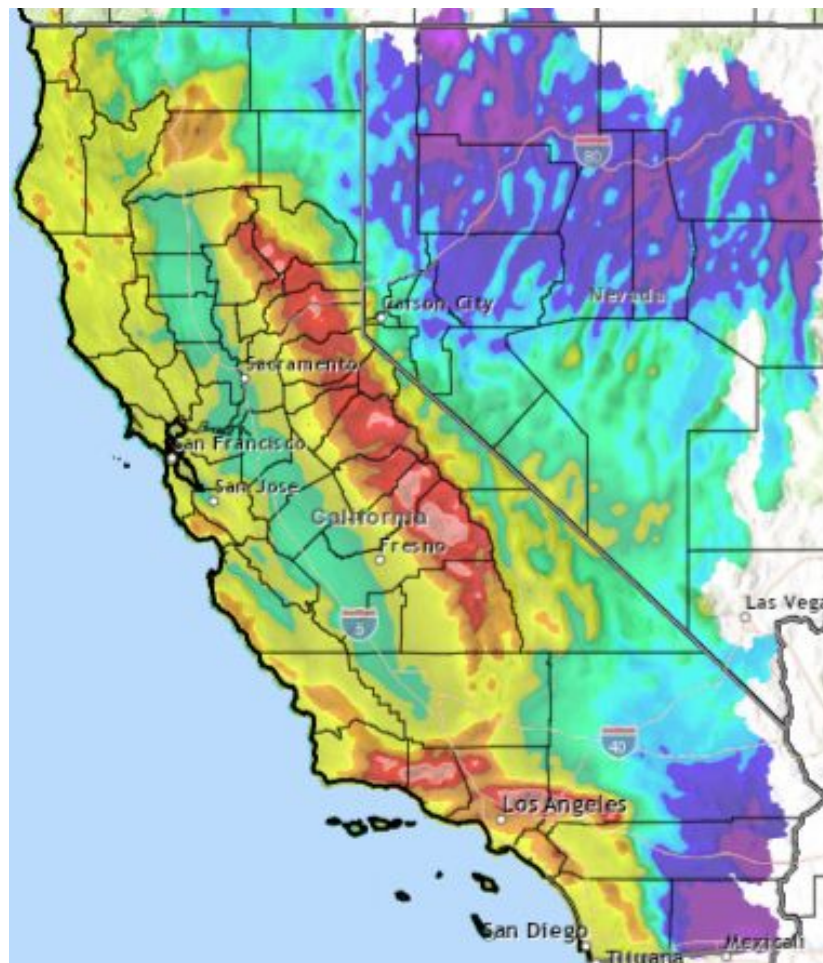 80
Carson City
Nevada
Sacramento
San Francisco
San Jose
California
Fresno
5
Las Vega
40
Los Angeles
San Diego
Mexicali
Tijuana